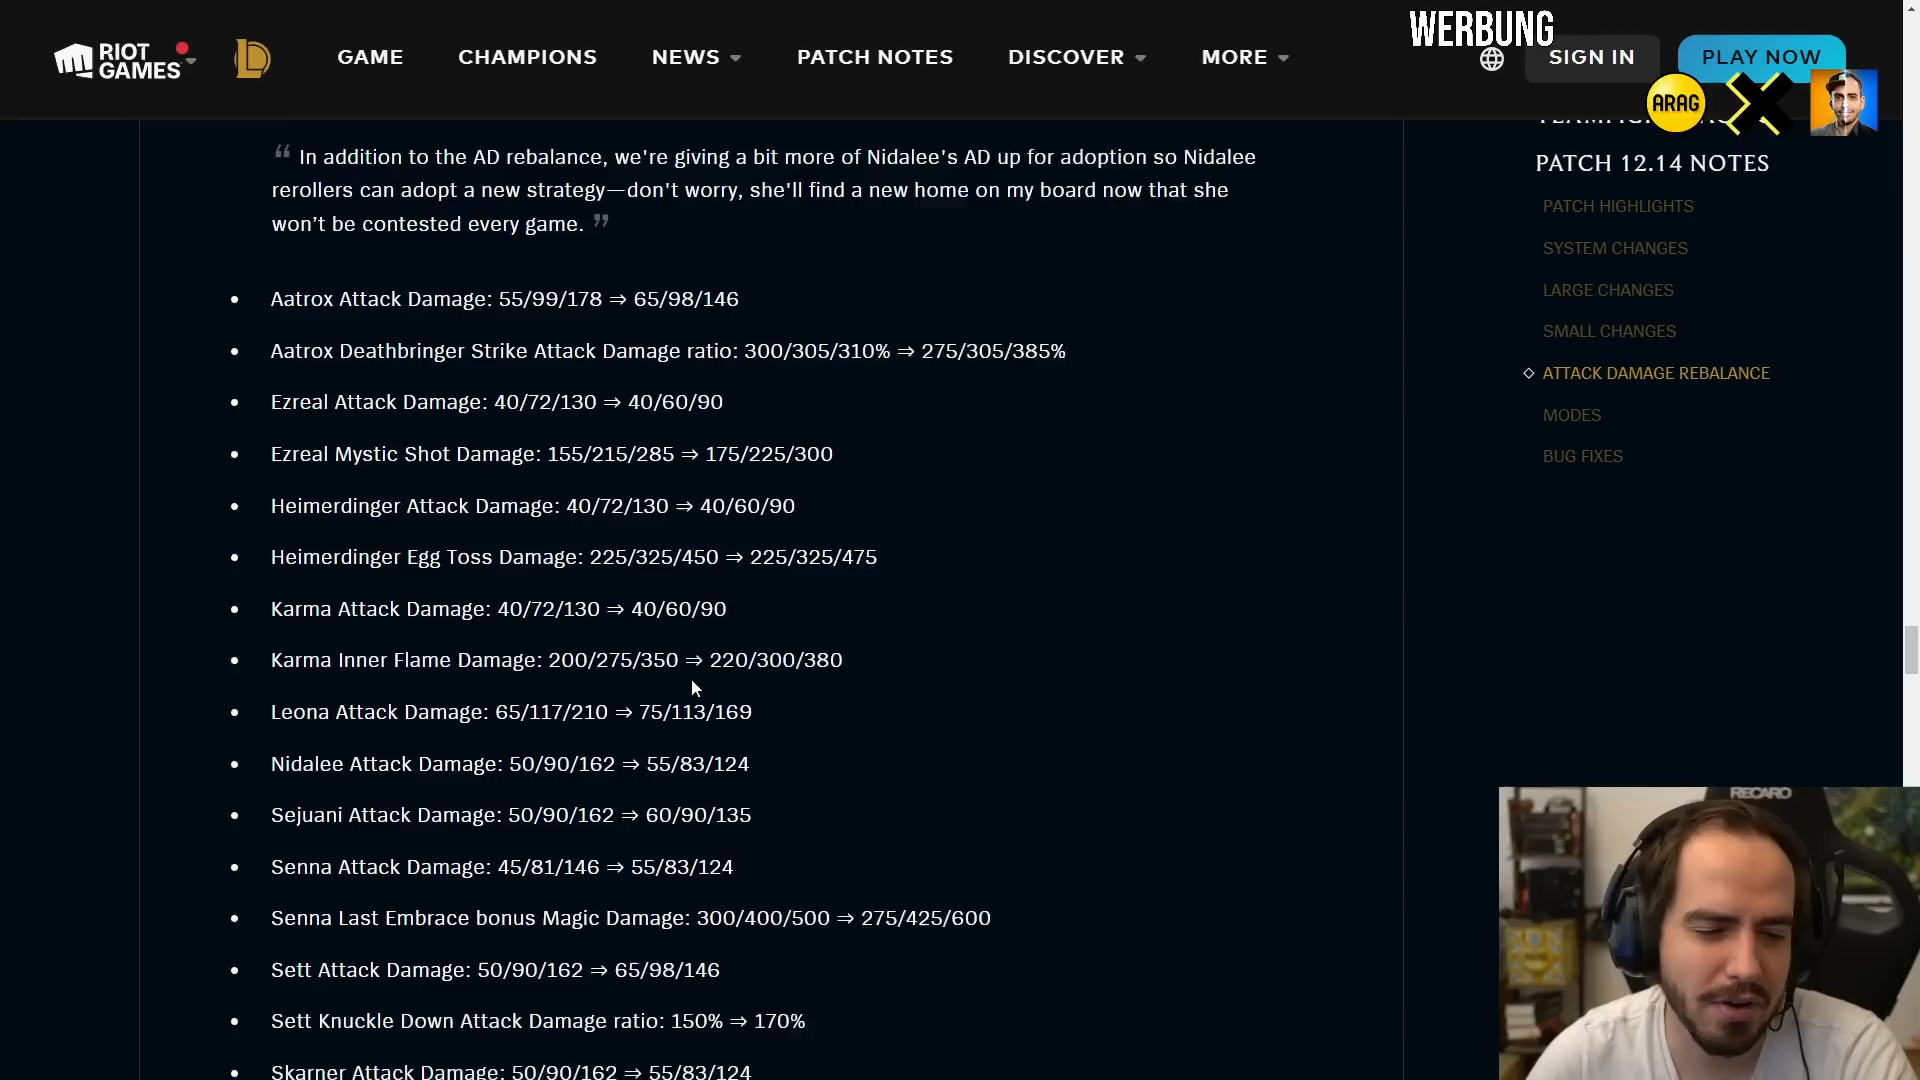 WERBUNG
RIOT GAMES
GAME
CHAMPIONS
NEWS
PATCH NOTES
DISCOVER
MORE
SIGN IN
PLAY NOW
ARAG
“ In addition to the AD rebalance, we're giving a bit more of Nidalee's AD up for adoption so Nidalee
rerollers can adopt a new strategy—don't worry, she'll find a new home on my board now that she
won’t be contested every game. ”
• Aatrox Attack Damage: 55/99/178 ⇒ 65/98/146
• Aatrox Deathbringer Strike Attack Damage ratio: 300/305/310% ⇒ 275/305/385%
• Ezreal Attack Damage: 40/72/130 ⇒ 40/60/90
• Ezreal Mystic Shot Damage: 155/215/285 ⇒ 175/225/300
• Heimerdinger Attack Damage: 40/72/130 ⇒ 40/60/90
• Heimerdinger Egg Toss Damage: 225/325/450 ⇒ 225/325/475
• Karma Attack Damage: 40/72/130 ⇒ 40/60/90
• Karma Inner Flame Damage: 200/275/350 ⇒ 220/300/380
• Leona Attack Damage: 65/117/210 ⇒ 75/113/169
• Nidalee Attack Damage: 50/90/162 ⇒ 55/83/124
• Sejuani Attack Damage: 50/90/162 ⇒ 60/90/135
• Senna Attack Damage: 45/81/146 ⇒ 55/83/124
• Senna Last Embrace bonus Magic Damage: 300/400/500 ⇒ 275/425/600
• Sett Attack Damage: 50/90/162 ⇒ 65/98/146
• Sett Knuckle Down Attack Damage ratio: 150% ⇒ 170%
• Skarner Attack Damage: 50/90/162 ⇒ 55/83/124
PATCH 12.14 NOTES
PATCH HIGHLIGHTS
SYSTEM CHANGES
LARGE CHANGES
SMALL CHANGES
ATTACK DAMAGE REBALANCE
MODES
BUG FIXES
RECARO